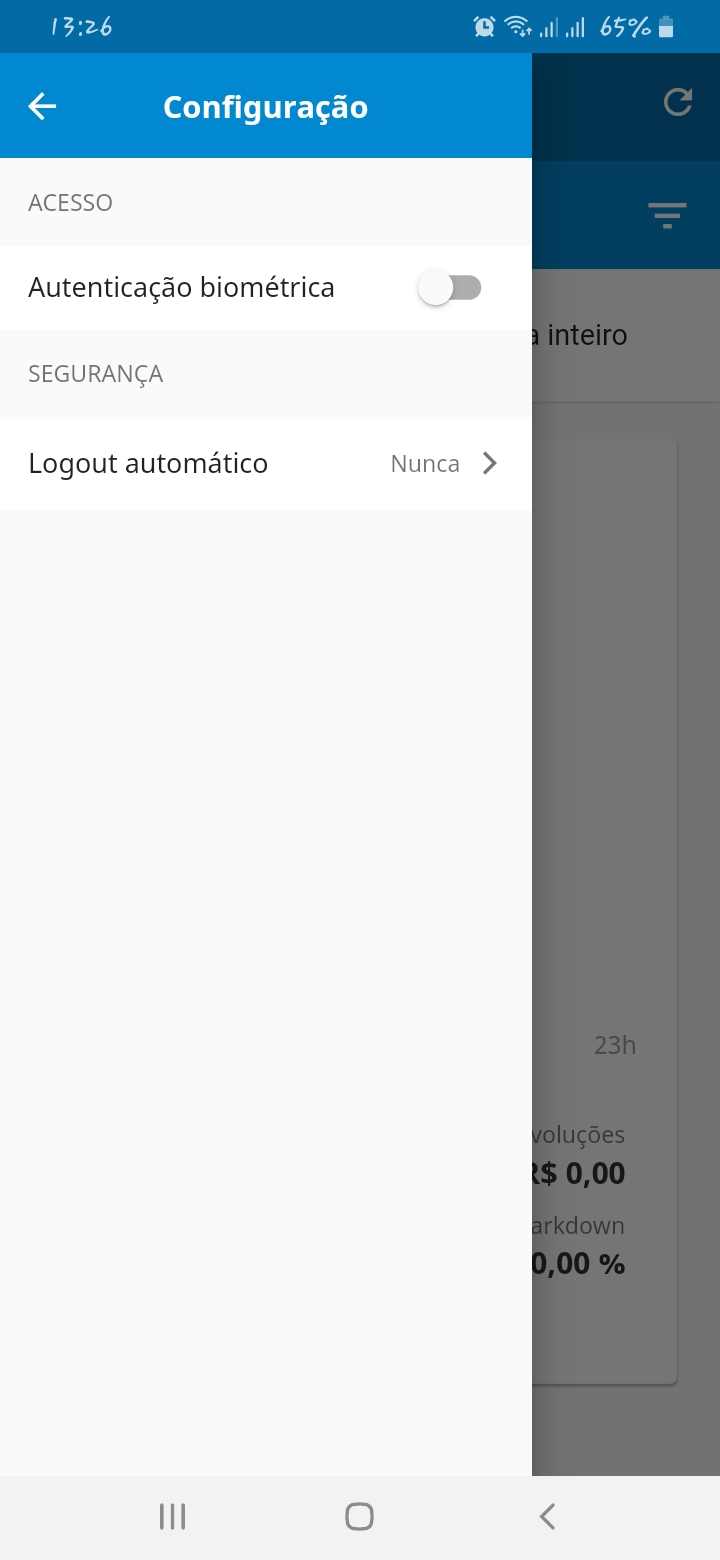 13:26 65%
Configuração
ACESSO
Autenticação biométrica
a inteiro
SEGURANÇA
Logout automático Nunca
23h
voluções
R$ 0,00
arkdown
0,00 %